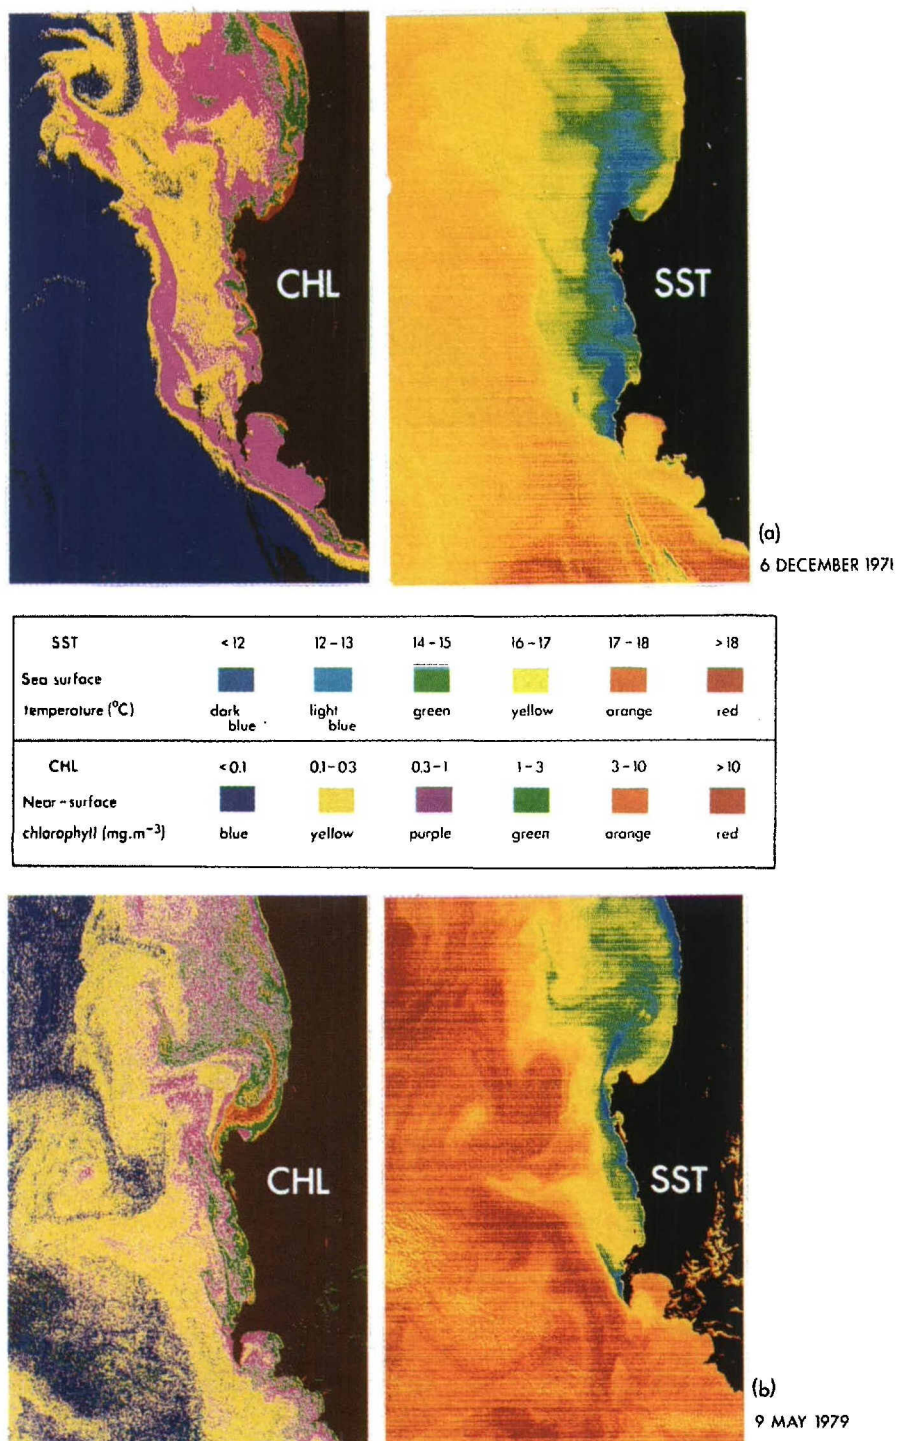 CHL
SST
(a)
6 DECEMBER 1971
SST <12 12-13 14-15 16-17 17-18 >18
Sea surface
temperature (°C) dark blue light blue green yellow orange red
CHL <0.1 0.1-03 0.3-1 1-3 3-10 >10
Near-surface
chlorophyll (mg.m-3) blue yellow purple green orange red
CHL
SST
(b)
9 MAY 1979